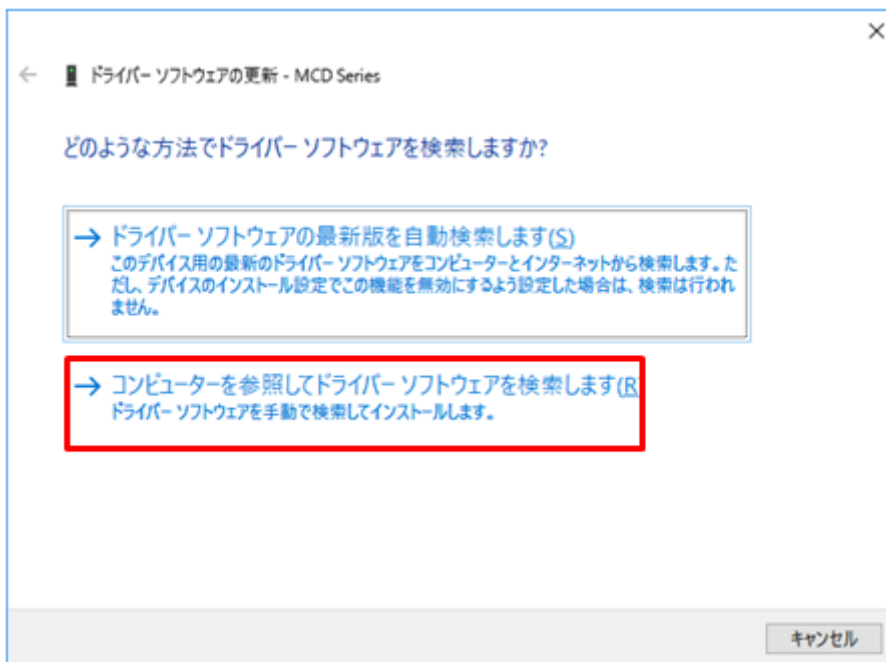 ドライバー ソフトウェアの更新 - MCD Series
どのような方法でドライバー ソフトウェアを検索しますか?
ドライバー ソフトウェアの最新版を自動検索します(S)
このデバイス用の最新のドライバー ソフトウェアをコンピューターとインターネットから検索します。た
だし、デバイスのインストール設定でこの機能を無効にするよう設定した場合は、検索は行われ
ません。
コンピューターを参照してドライバー ソフトウェアを検索します(R
ドライバー ソフトウェアを手動で検索してインストールします。
キャンセル